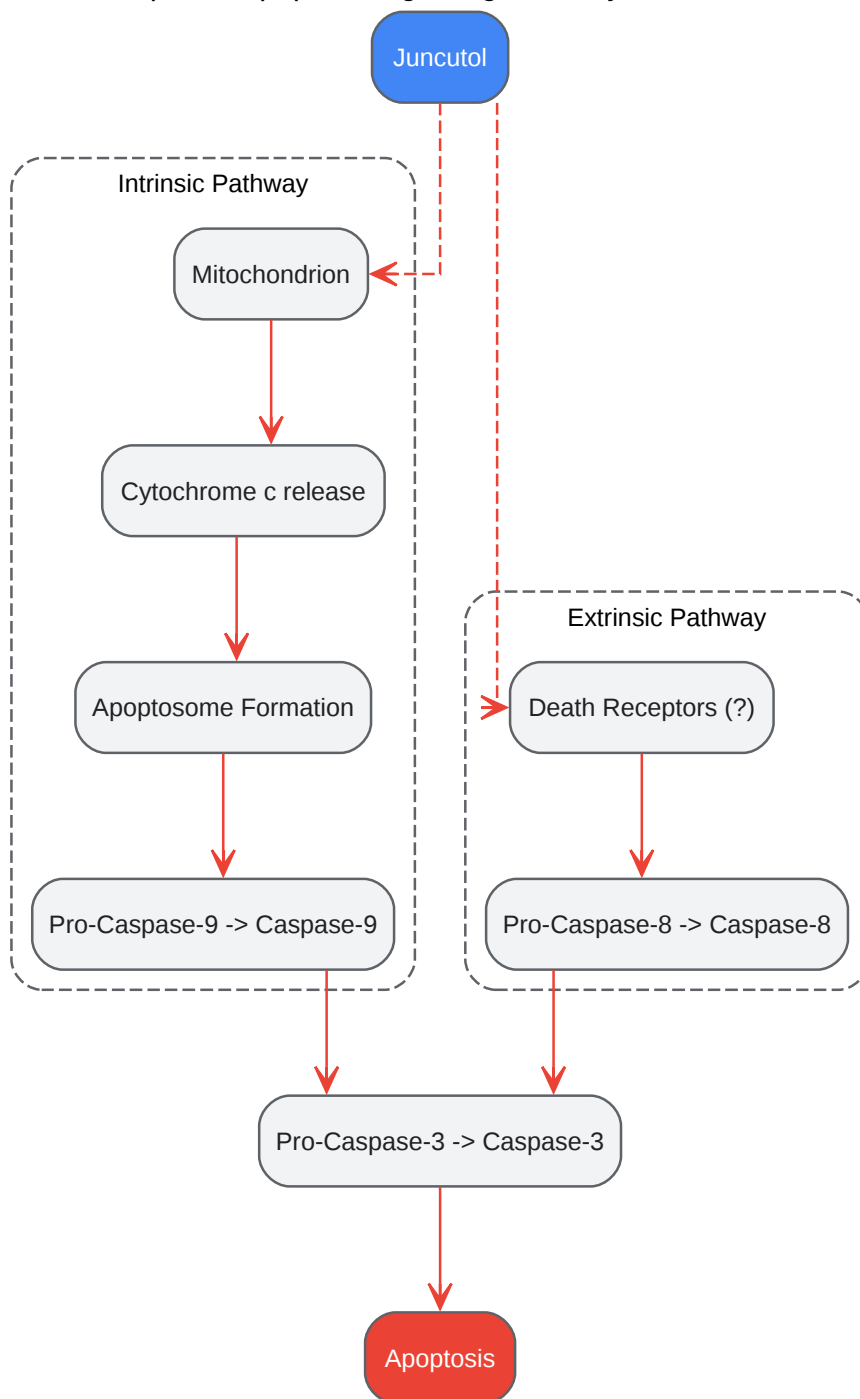 Juncutol
Intrinsic Pathway
Mitochondrion
Cytochrome c release
Extrinsic Pathway
Apoptosome Formation
Death Receptors (?)
Pro-Caspase-9 -> Caspase-9
Pro-Caspase-8 -> Caspase-8
Pro-Caspase-3 -> Caspase-3
Apoptosis